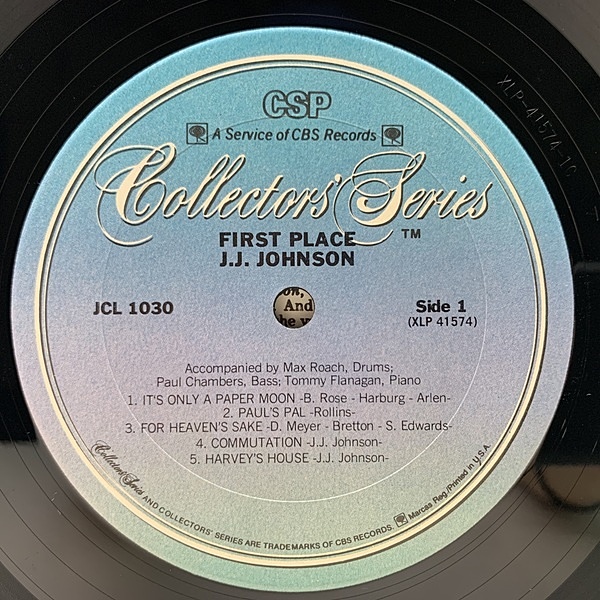 CSP
A Service of CBS Records
Collectors' Series
™
FIRST PLACE
J.J. JOHNSON
JCL 1030
Side 1
(XLP 41574)
And
Accompanied by Max Roach, Drums;
Paul Chambers, Bass; Tommy Flanagan, Piano
1. IT'S ONLY A PAPER MOON -B. Rose - Harburg - Arlen-
2. PAUL'S PAL -Rollins-
3. FOR HEAVEN'S SAKE -D. Meyer - Bretton - S. Edwards-
4. COMMUTATION -J.J. Johnson-
5. HARVEY'S HOUSE -J.J. Johnson-
Collectors' Series AND COLLECTORS' SERIES ARE TRADEMARKS OF CBS RECORDS. Marcas Reg./Printed in U.S.A.
XLP-41574-1C